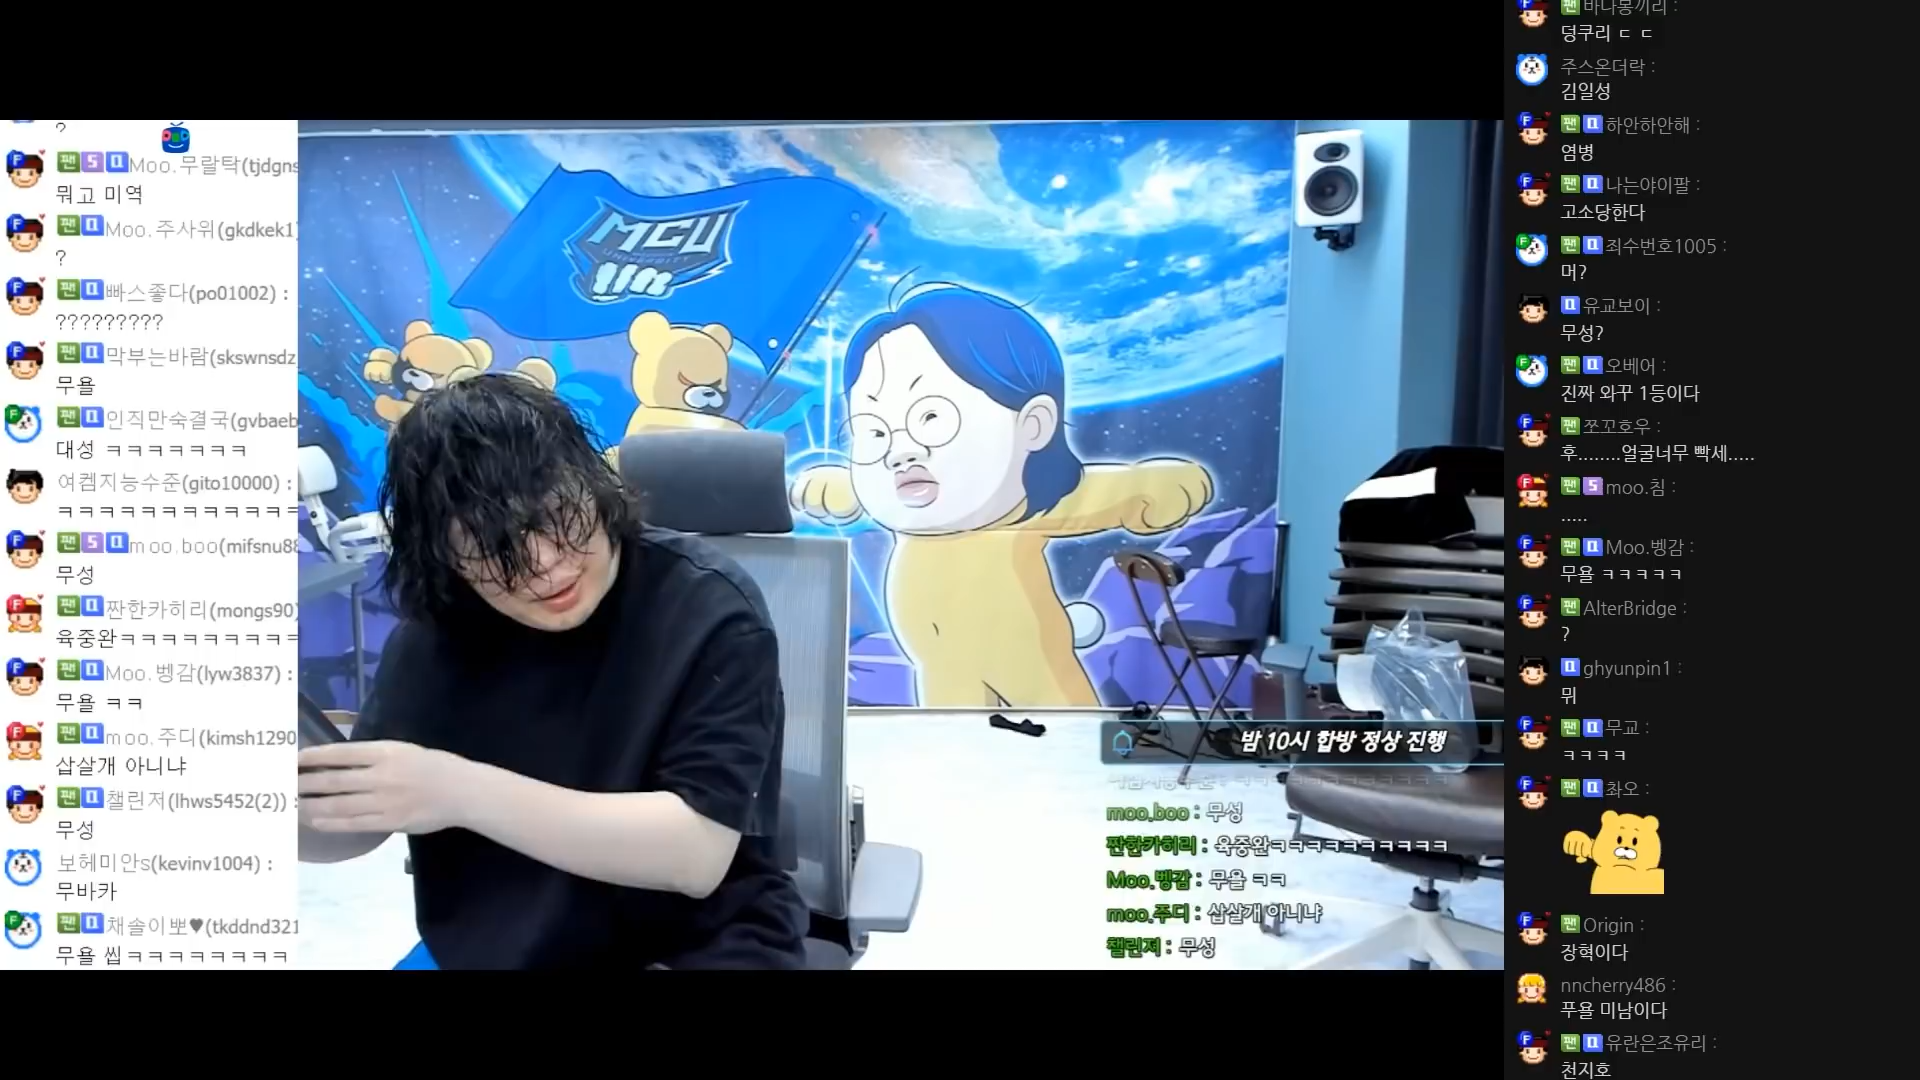 ?
팬 S Moo.무랄탁(tjdgns
뭐고 미역
팬 Moo.주사위(gkdkek1
?
팬 빠스좋다(po01002) :
?????????
팬 막부는바람(skswnsdz
무욜
팬 인직만숙결국(gvbaeb
대성 ㅋㅋㅋㅋㅋㅋㅋ
여켐지능수준(gito10000) :
ㅋㅋㅋㅋㅋㅋㅋㅋㅋㅋㅋㅋ
팬 S moo.boo(mifsnu88
무성
팬 짠한카히리(mongs90)
육중완ㅋㅋㅋㅋㅋㅋㅋㅋㅋ
팬 Moo.벵감(lyw3837) :
무욜 ㅋㅋ
팬 moo.주디(kimsh1290
삽살개 아니냐
팬 챌린저(lhws5452(2)) :
무성
보헤미안s(kevinv1004) :
무바카
팬 채솔이뽀♥(tkddnd321
무욜 씹ㅋㅋㅋㅋㅋㅋㅋㅋ
MCU
UNIVERSITY
밤 10시 합방 정상 진행
moo.boo : 무성
짠한카히리 : 육중완ㅋㅋㅋㅋㅋㅋㅋㅋㅋㅋ
Moo.벵감 : 무욜 ㅋㅋ
moo.주디 : 삽살개 아니냐
챌린저 : 무성
팬 바나몽끼리 :
덩쿠리 ㄷ ㄷ
주스온더락 :
김일성
팬 하안하안해 :
염병
팬 나는야이팔 :
고소당한다
팬 죄수번호1005 :
머?
유교보이 :
무성?
팬 오베어 :
진짜 와꾸 1등이다
팬 쪼꼬호우 :
후........얼굴너무 빡세.....
팬 S moo.침 :
.....
팬 Moo.벵감 :
무욜 ㅋㅋㅋㅋㅋ
팬 AlterBridge :
?
ghyunpin1 :
뮈
팬 무교 :
ㅋㅋㅋㅋ
팬 촤오 :
팬 Origin :
장혁이다
nncherry486 :
푸욜 미남이다
팬 유란은조유리 :
천지호